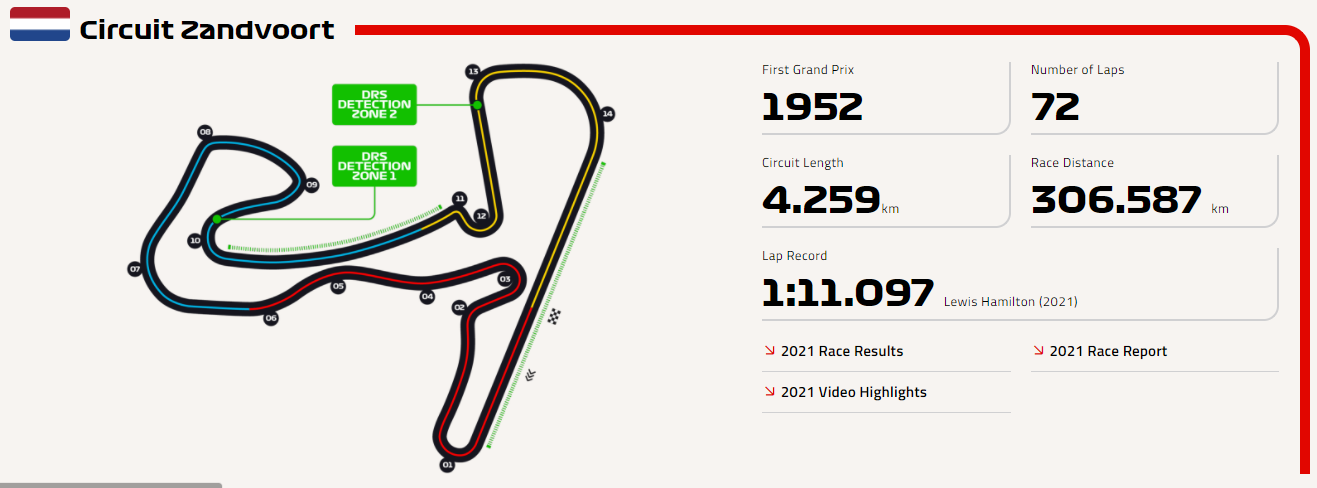 Circuit Zandvoort
DRS
DETECTION
ZONE 2
DRS
DETECTION
ZONE 1
13
14
08
09
11
12
10
07
03
05
04
02
06
01
First Grand Prix
1952
Number of Laps
72
Circuit Length
4.259 km
Race Distance
306.587 km
Lap Record
1:11.097 Lewis Hamilton (2021)
2021 Race Results
2021 Race Report
2021 Video Highlights